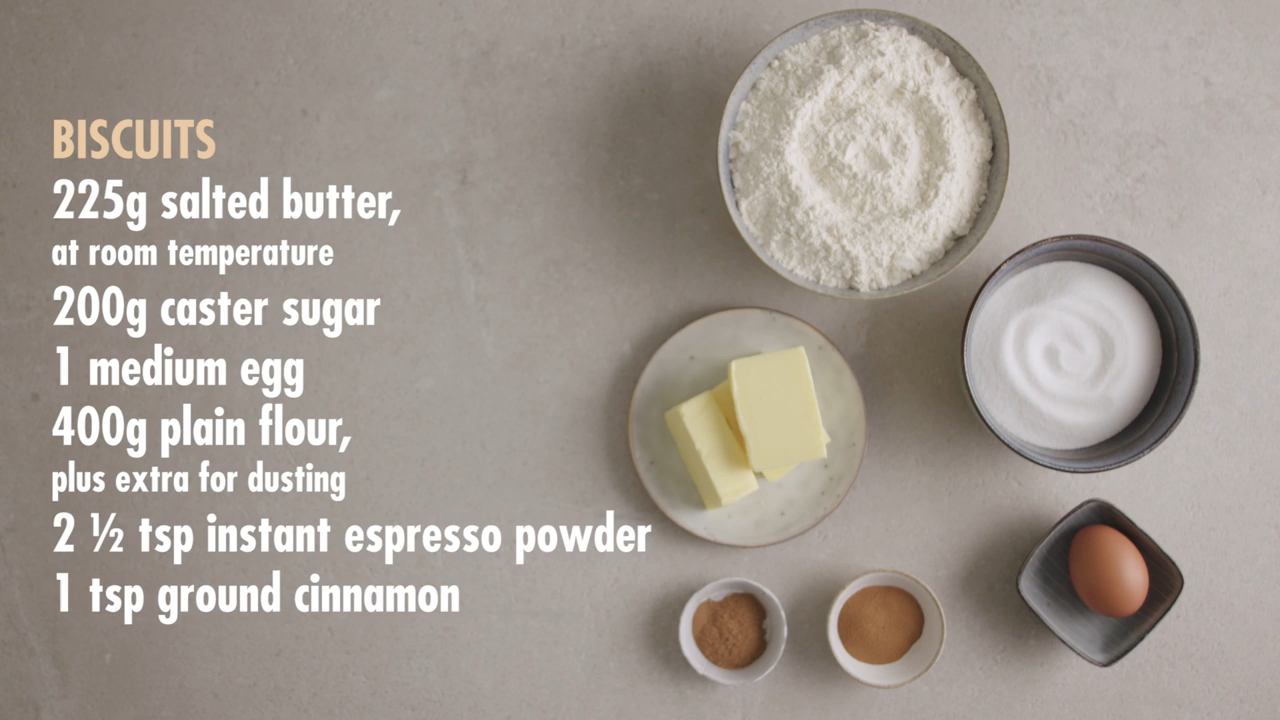 BISCUITS
225g salted butter,
at room temperature
200g caster sugar
1 medium egg
400g plain flour,
plus extra for dusting
2 ½ tsp instant espresso powder
1 tsp ground cinnamon